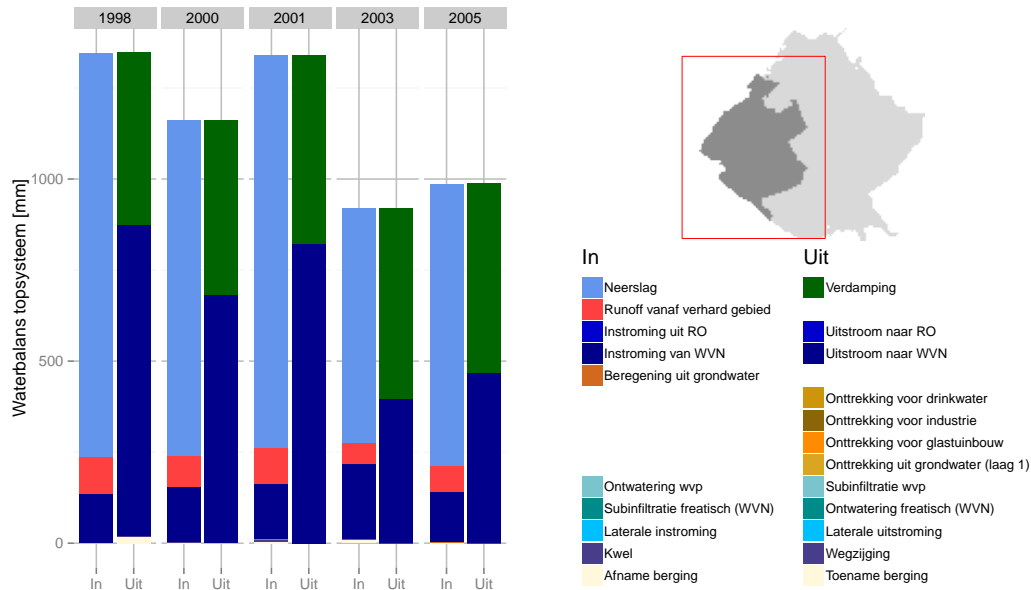 1998 2000 2001 2003 2005
Waterbalans topsysteem [mm]
1000
500
0
In Uit In Uit In Uit In Uit In Uit
In Uit
Neerslag Verdamping
Runoff vanaf verhard gebied
Instroming uit RO Uitstroom naar RO
Instroming van WVN Uitstroom naar WVN
Beregening uit grondwater
Onttrekking voor drinkwater
Onttrekking voor industrie
Onttrekking voor glastuinbouw
Onttrekking uit grondwater (laag 1)
Ontwatering wvp Subinfiltratie wvp
Subinfiltratie freatisch (WVN) Ontwatering freatisch (WVN)
Laterale instroming Laterale uitstroming
Kwel Wegzijging
Afname berging Toename berging